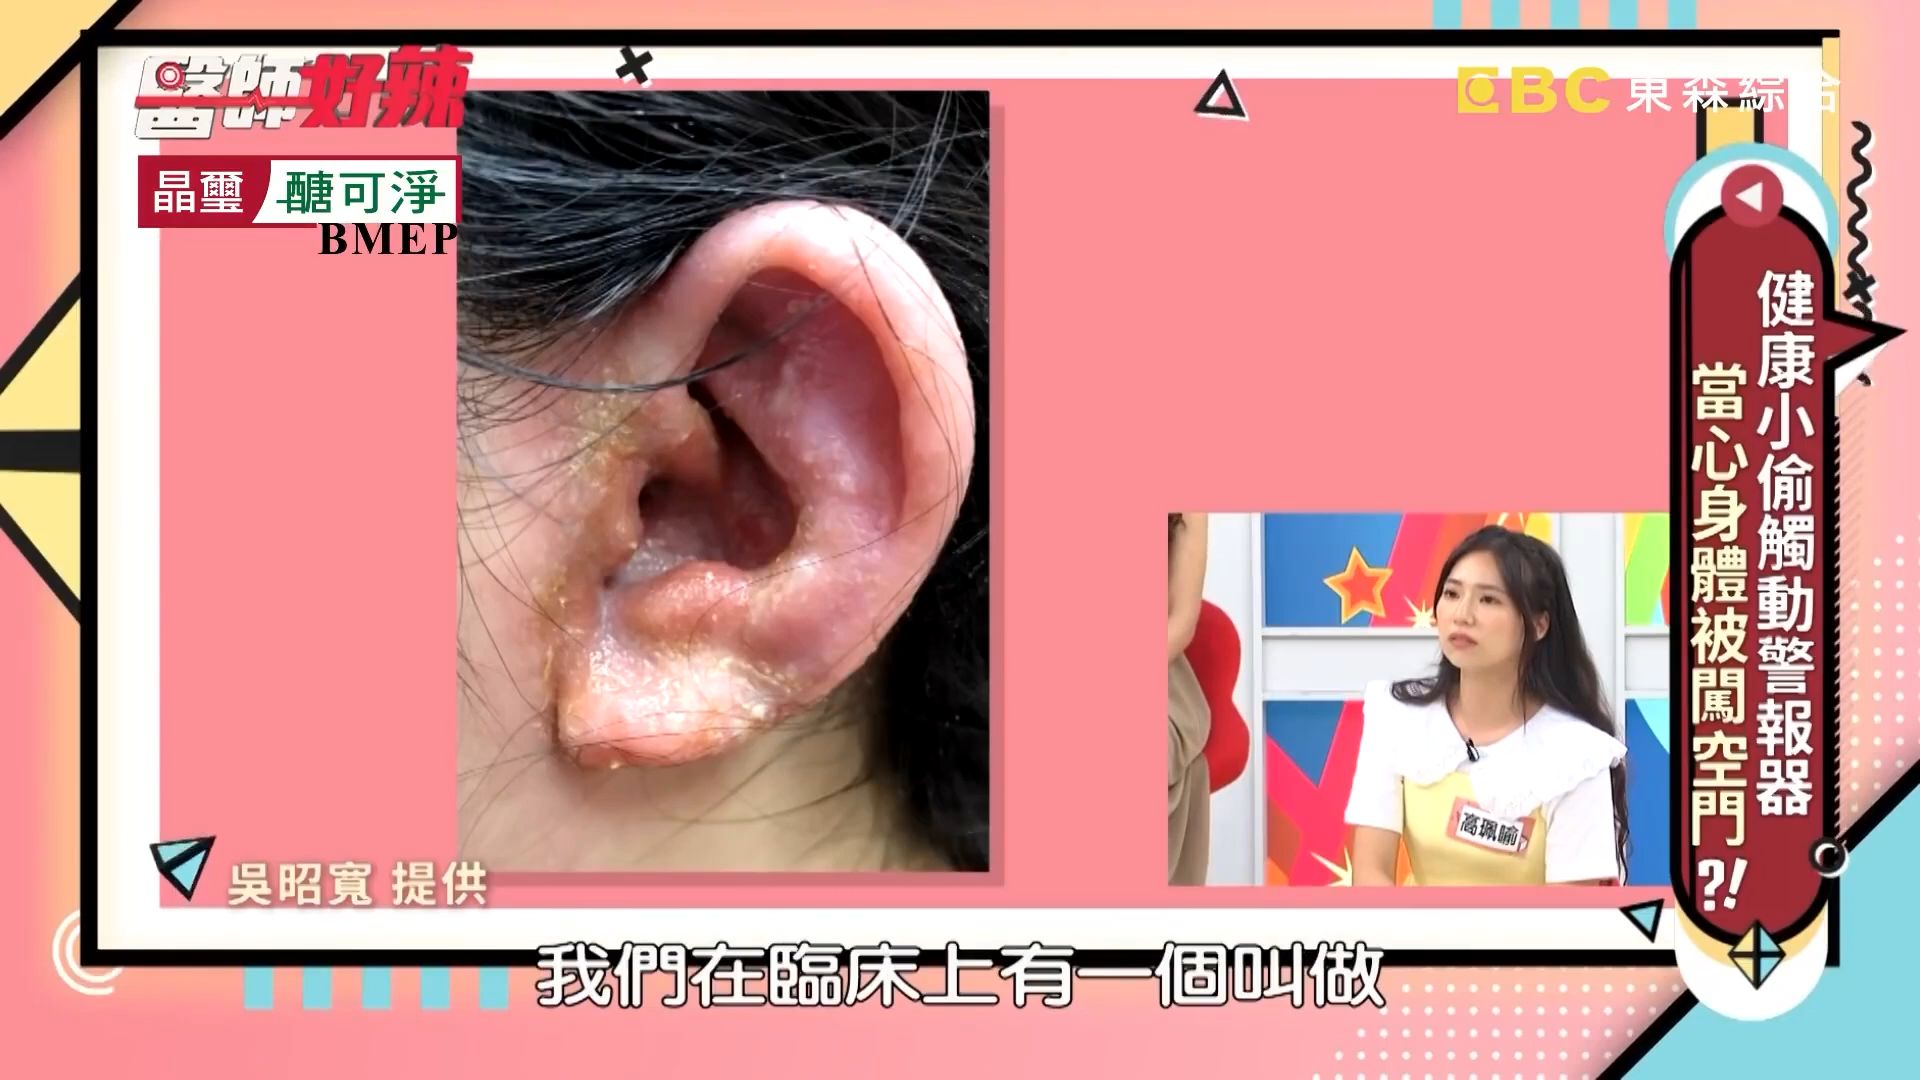 醫師好辣
EBC 東森綜合
晶璽 醣可淨
BMEP
健康小偷觸動警報器
當心身體被闖空門?!
高珮喻
吳昭寬 提供
我們在臨床上有一個叫做